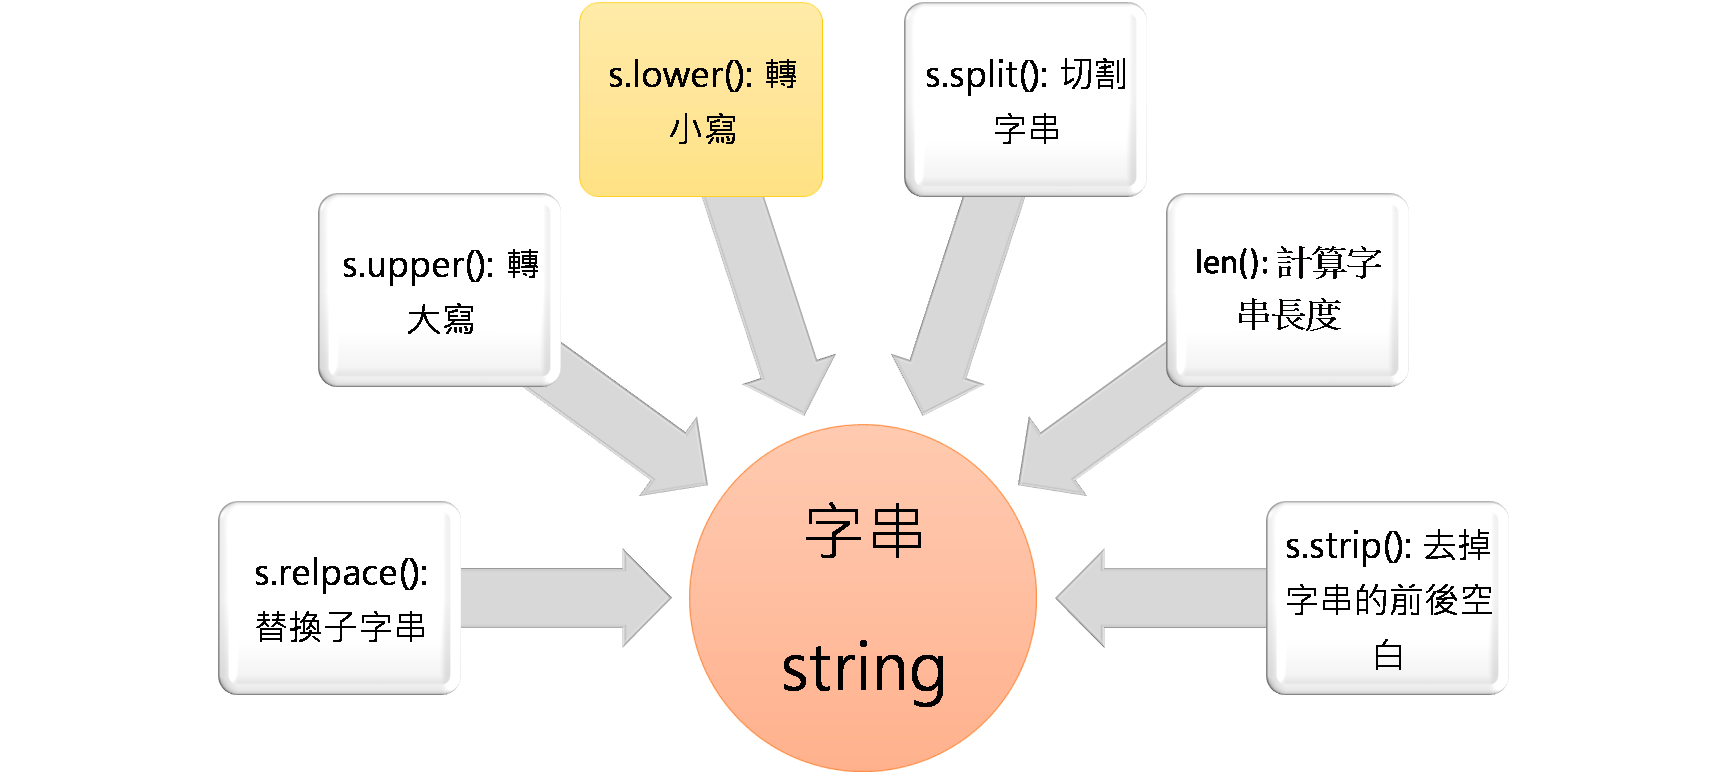 s.lower(): 轉
小寫
s.split(): 切割
字串
s.upper(): 轉
大寫
len(): 計算字
串長度
s.relpace():
替換子字串
字串
string
s.strip(): 去掉
字串的前後空
白